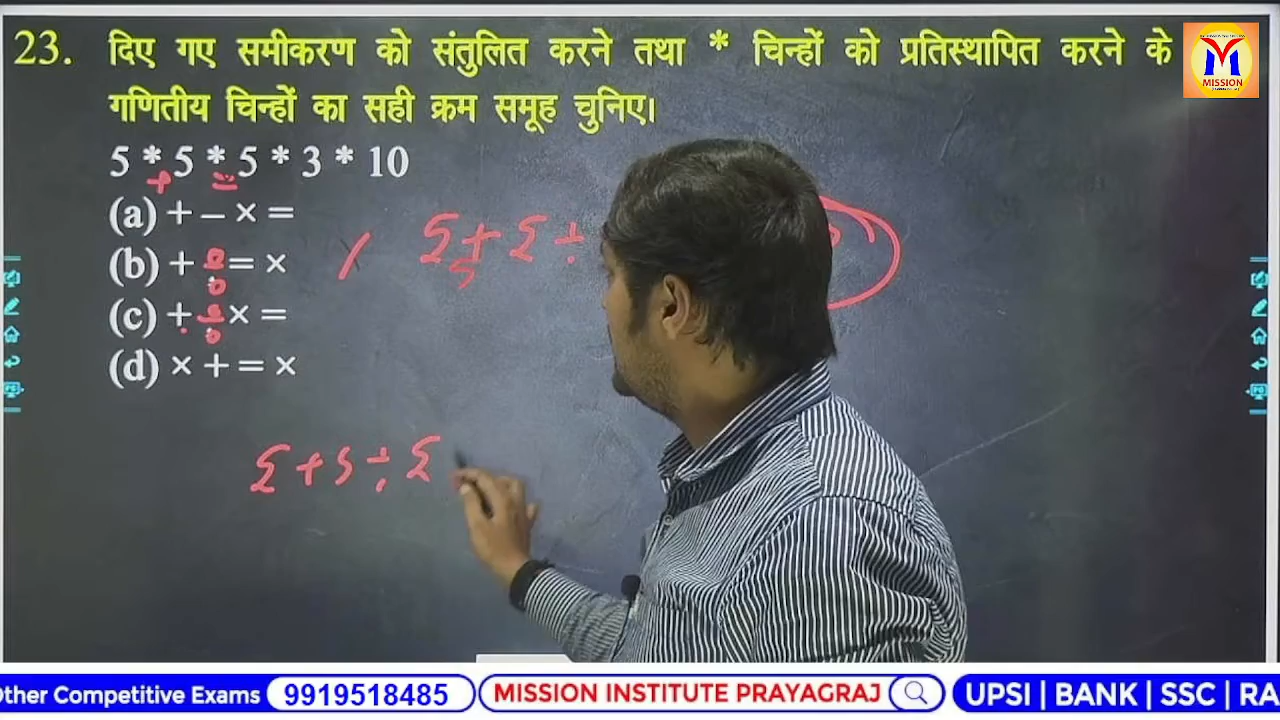 23. दिए गए समीकरण को संतुलित करने तथा * चिन्हों को प्रतिस्थापित करने के
गणितीय चिन्हों का सही क्रम समूह चुनिए।
5 * 5 * 5 * 3 * 10
(a) + – × =
(b) + ÷ = ×
(c) + ÷ × =
(d) × + = ×
5 + 5 ÷
5 + 5 ÷ 5
MISSION
Other Competitive Exams 9919518485 MISSION INSTITUTE PRAYAGRAJ UPSI | BANK | SSC | RA